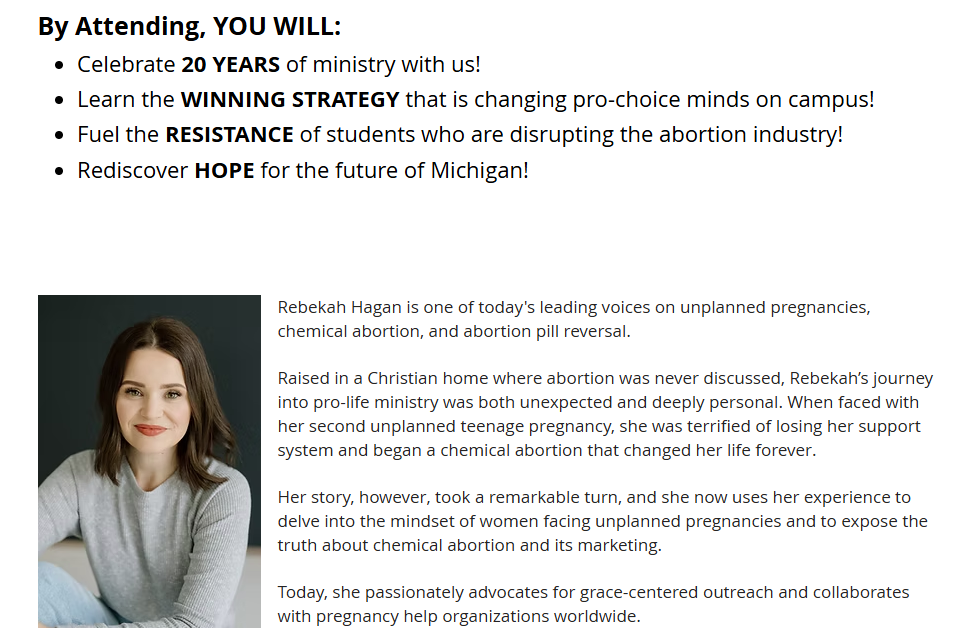 By Attending, YOU WILL:
• Celebrate 20 YEARS of ministry with us!
• Learn the WINNING STRATEGY that is changing pro-choice minds on campus!
• Fuel the RESISTANCE of students who are disrupting the abortion industry!
• Rediscover HOPE for the future of Michigan!
Rebekah Hagan is one of today's leading voices on unplanned pregnancies,
chemical abortion, and abortion pill reversal.
Raised in a Christian home where abortion was never discussed, Rebekah’s journey
into pro-life ministry was both unexpected and deeply personal. When faced with
her second unplanned teenage pregnancy, she was terrified of losing her support
system and began a chemical abortion that changed her life forever.
Her story, however, took a remarkable turn, and she now uses her experience to
delve into the mindset of women facing unplanned pregnancies and to expose the
truth about chemical abortion and its marketing.
Today, she passionately advocates for grace-centered outreach and collaborates
with pregnancy help organizations worldwide.